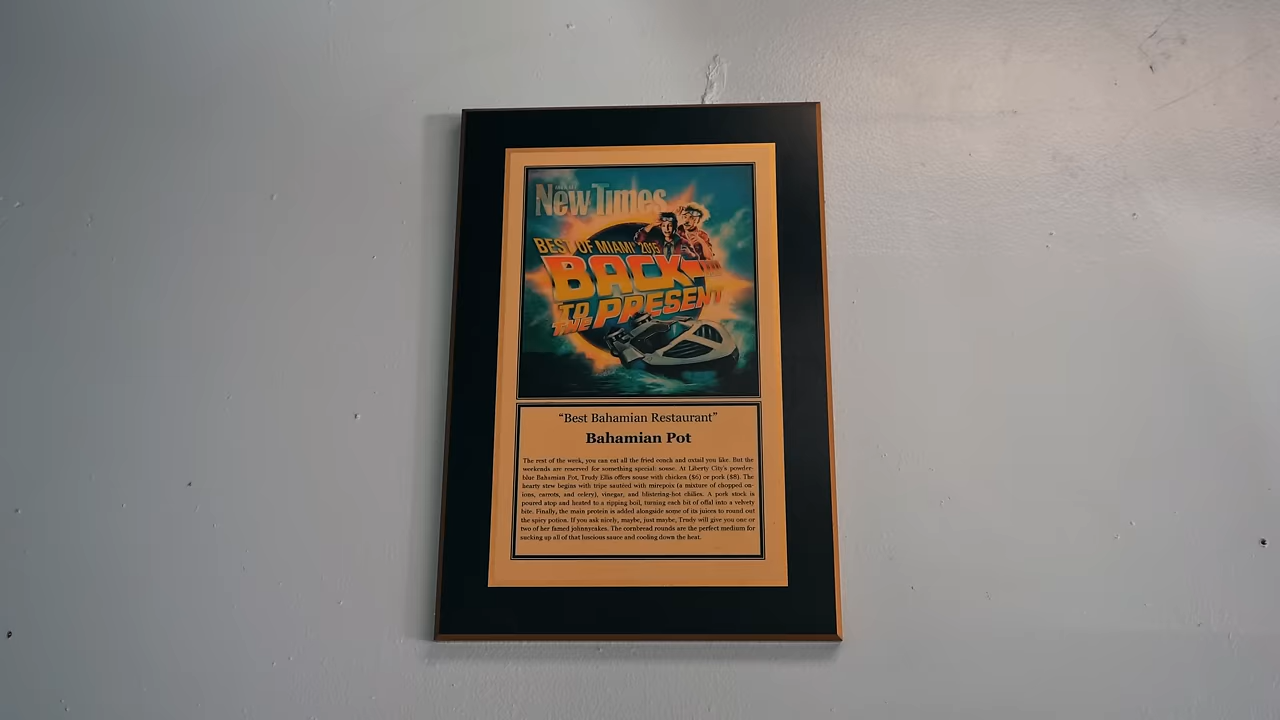 New Times
BEST OF MIAMI 2015
BACK
TO
THE PRESENT
“Best Bahamian Restaurant”
Bahamian Pot
The rest of the week, you can eat all the fried conch and oxtail you like. But the
weekends are reserved for something special: souse. At Liberty City's powder-
blue Bahamian Pot, Trudy Ellis offers souse with chicken ($6) or pork ($8). The
hearty stew begins with tripe sautéed with mirepoix (a mixture of chopped on-
ions, carrots, and celery), vinegar, and blistering-hot chilies. A pork stock is
poured atop and heated to a ripping boil, turning each bit of offal into a velvety
bite. Finally, the main protein is added alongside some of its juices to round out
the spicy potion. If you ask nicely, maybe, just maybe, Trudy will give you one or
two of her famed johnnycakes. The cornbread rounds are the perfect medium for
sucking up all of that luscious sauce and cooling down the heat.